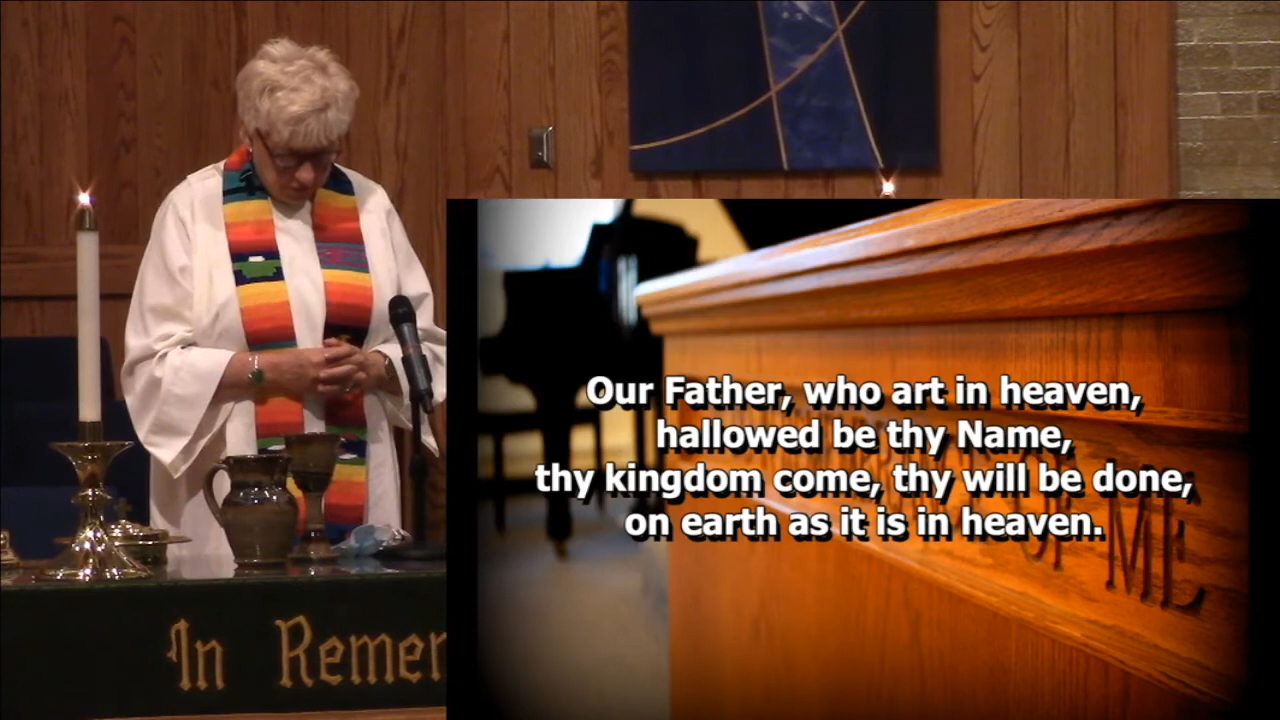 Our Father, who art in heaven,
hallowed be thy Name,
thy kingdom come, thy will be done,
on earth as it is in heaven.
OF ME
In Remem